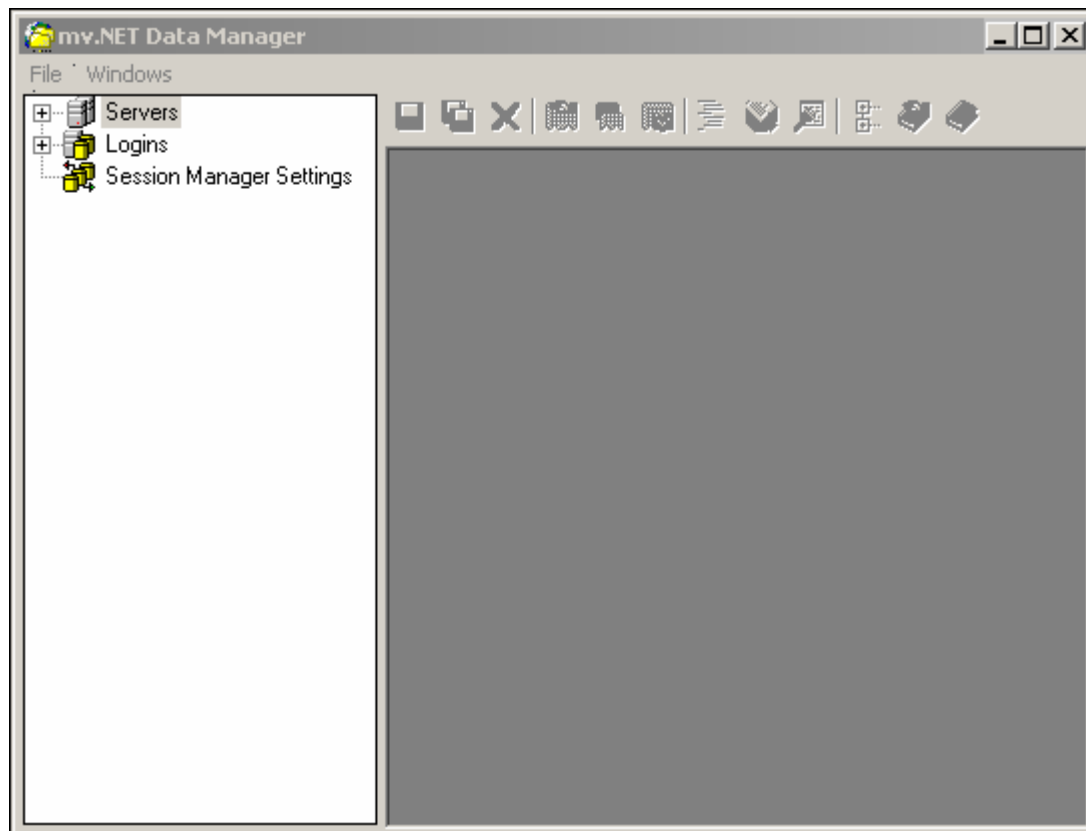 mv.NET Data Manager
File Windows
Servers
Logins
Session Manager Settings